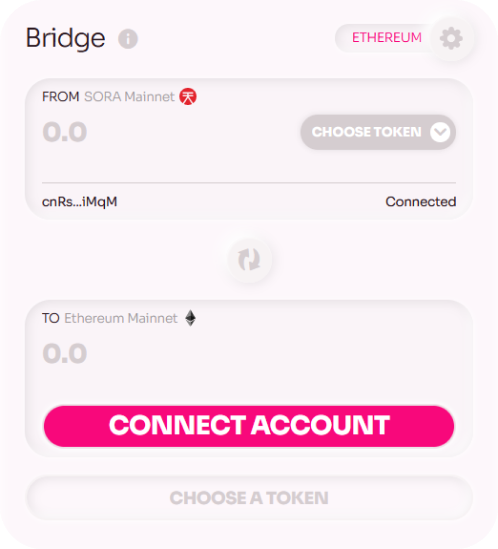 Bridge
ETHEREUM
FROM SORA Mainnet
0.0
CHOOSE TOKEN
cnRs...iMqM
Connected
TO Ethereum Mainnet
0.0
CONNECT ACCOUNT
CHOOSE A TOKEN